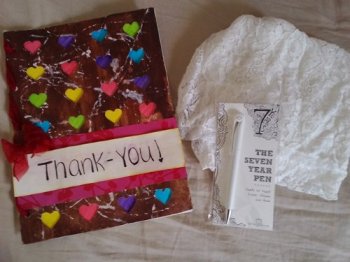 THANK-YOU!
7
THE
SEVEN
YEAR
PEN